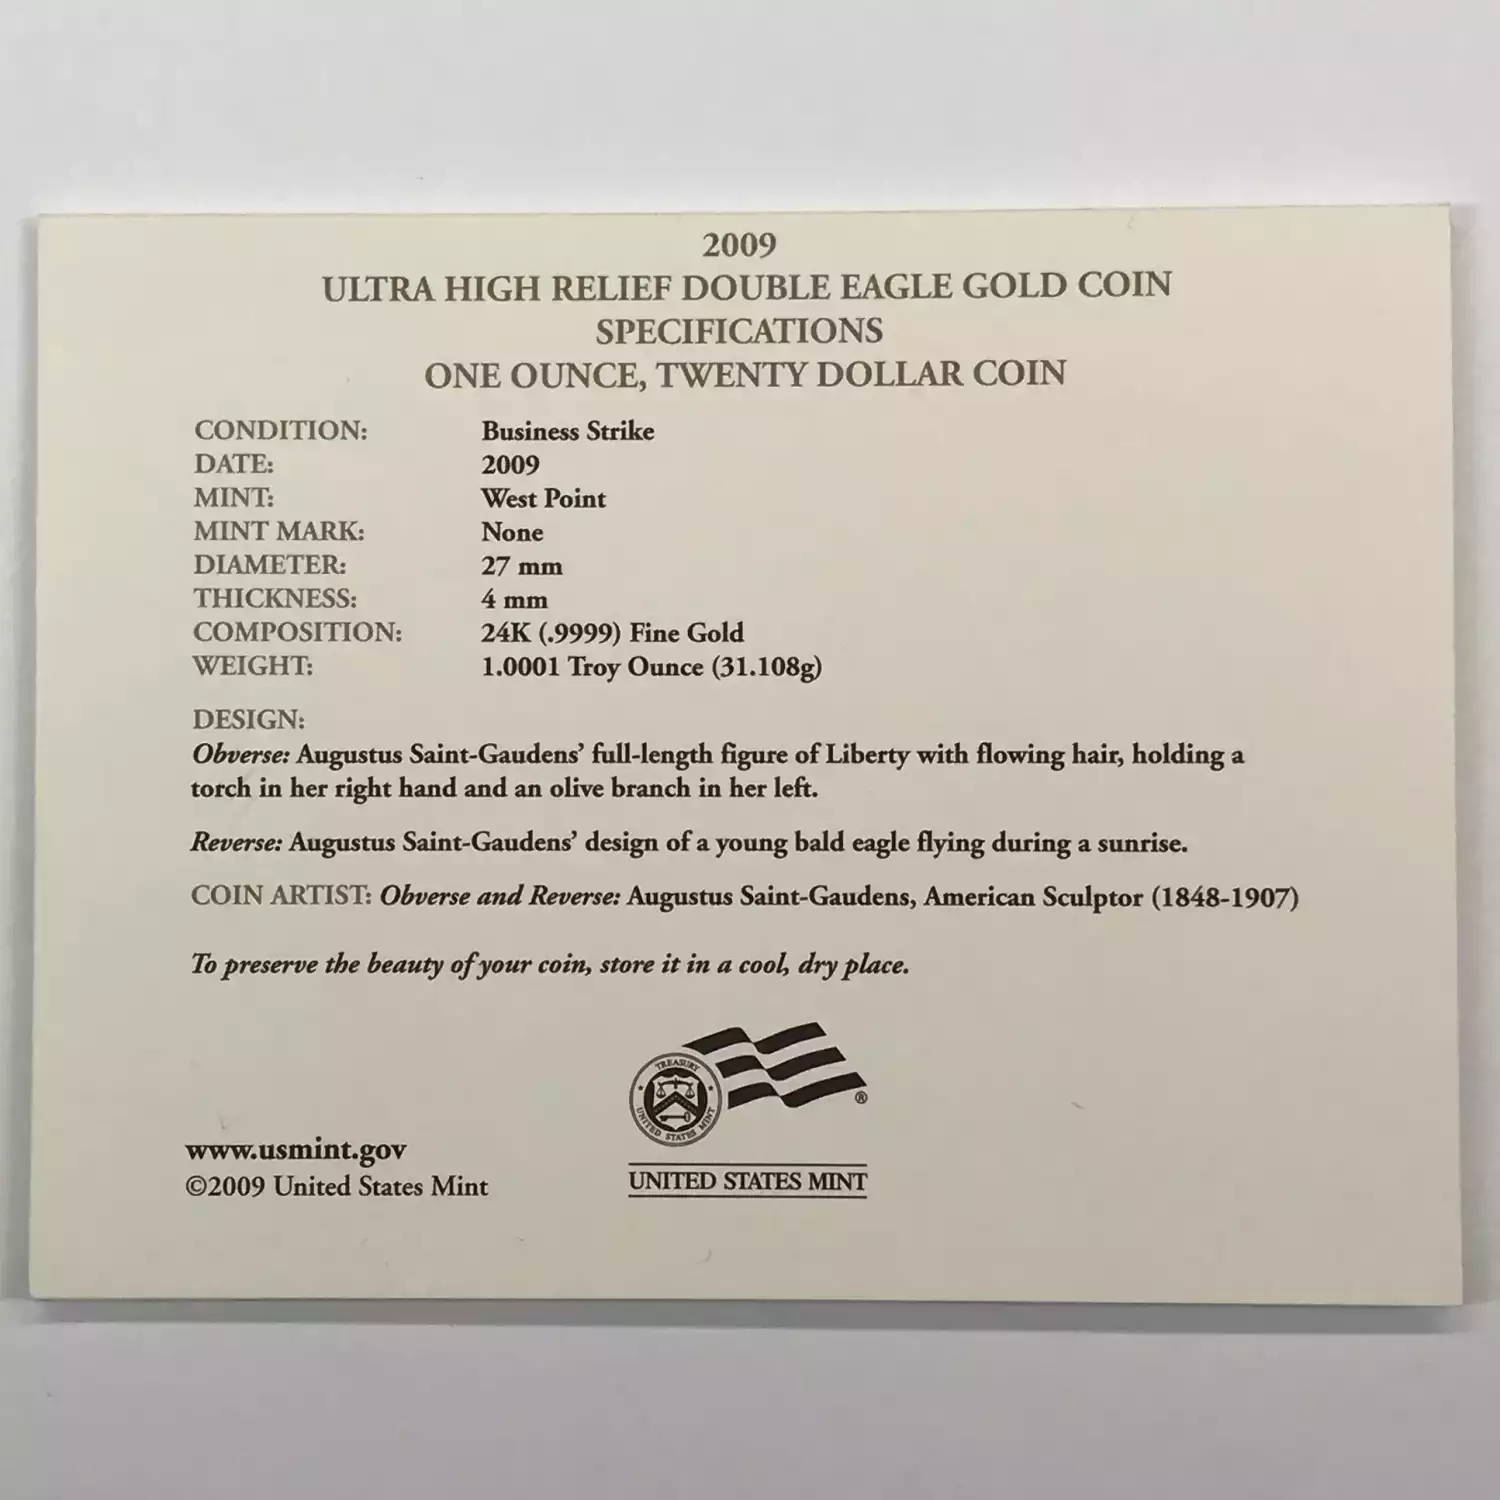 2009
ULTRA HIGH RELIEF DOUBLE EAGLE GOLD COIN
SPECIFICATIONS
ONE OUNCE, TWENTY DOLLAR COIN
CONDITION: Business Strike
DATE: 2009
MINT: West Point
MINT MARK: None
DIAMETER: 27 mm
THICKNESS: 4 mm
COMPOSITION: 24K (.9999) Fine Gold
WEIGHT: 1.0001 Troy Ounce (31.108g)
DESIGN:
Obverse: Augustus Saint-Gaudens’ full-length figure of Liberty with flowing hair, holding a
torch in her right hand and an olive branch in her left.
Reverse: Augustus Saint-Gaudens’ design of a young bald eagle flying during a sunrise.
COIN ARTIST: Obverse and Reverse: Augustus Saint-Gaudens, American Sculptor (1848-1907)
To preserve the beauty of your coin, store it in a cool, dry place.
TREASURY
UNITED STATES MINT
®
www.usmint.gov
©2009 United States Mint
UNITED STATES MINT